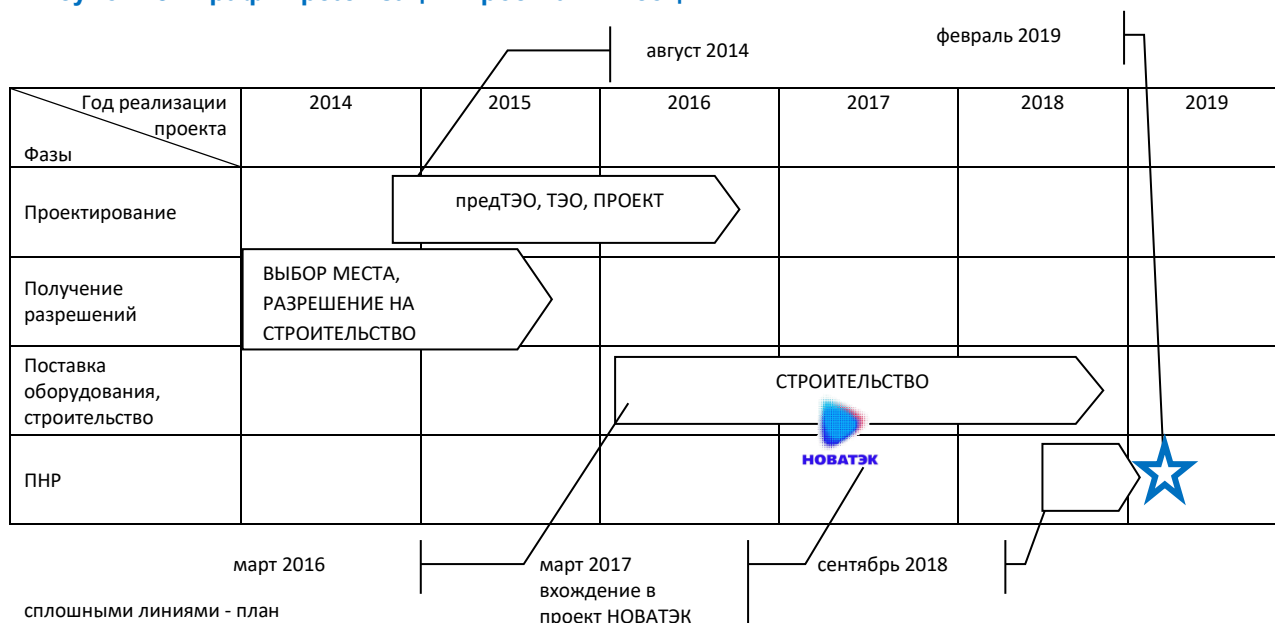 август 2014
февраль 2019
Год реализации
проекта
Фазы
2014
2015
2016
2017
2018
2019
Проектирование
предТЭО, ТЭО, ПРОЕКТ
Получение
разрешений
ВЫБОР МЕСТА,
РАЗРЕШЕНИЕ НА
СТРОИТЕЛЬСТВО
Поставка
оборудования,
строительство
СТРОИТЕЛЬСТВО
НОВАТЭК
ПНР
март 2016
март 2017
вхождение в
проект НОВАТЭК
сентябрь 2018
сплошными линиями - план